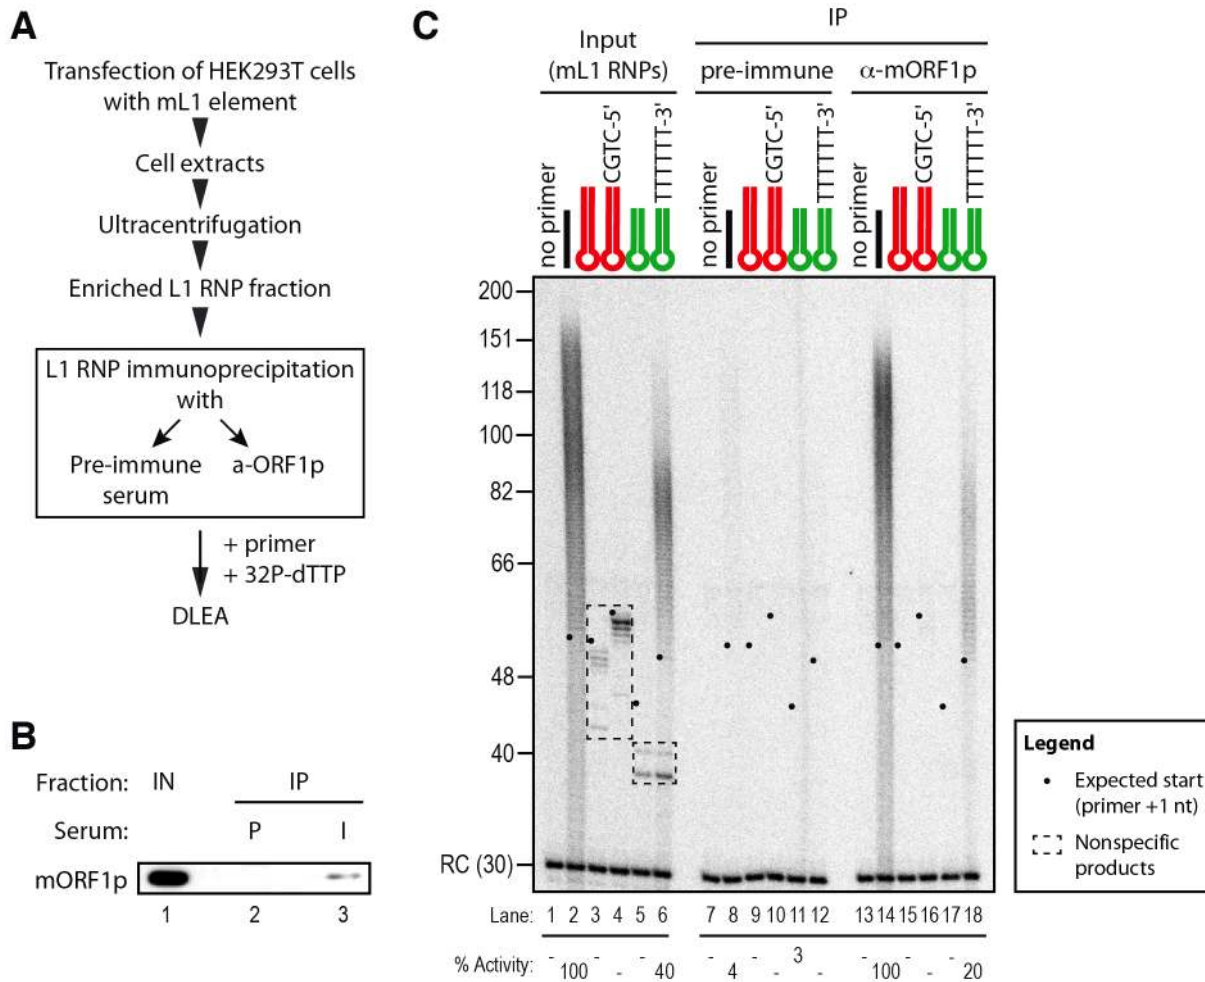 A
Transfection of HEK293T cells
with mL1 element
Cell extracts
Ultracentrifugation
Enriched L1 RNP fraction
L1 RNP immunoprecipitation
with
Pre-immune serum
a-ORF1p
+ primer
+ 32P-dTTP
DLEA
B
Fraction: IN IP
Serum: P I
mORF1p
1 2 3
C
IP
Input
(mL1 RNPs) pre-immune α-mORF1p
no primer CGTC-5' TTTTTT-3' no primer CGTC-5' TTTTTT-3' no primer CGTC-5' TTTTTT-3'
200
151
118
100
82
66
48
40
RC (30)
Lane: 1 2 3 4 5 6 7 8 9 10 11 12 13 14 15 16 17 18
% Activity: - 100 - - - 40 - 4 - - 3 - - 100 - - - 20
Legend
Expected start
(primer +1 nt)
Nonspecific
products